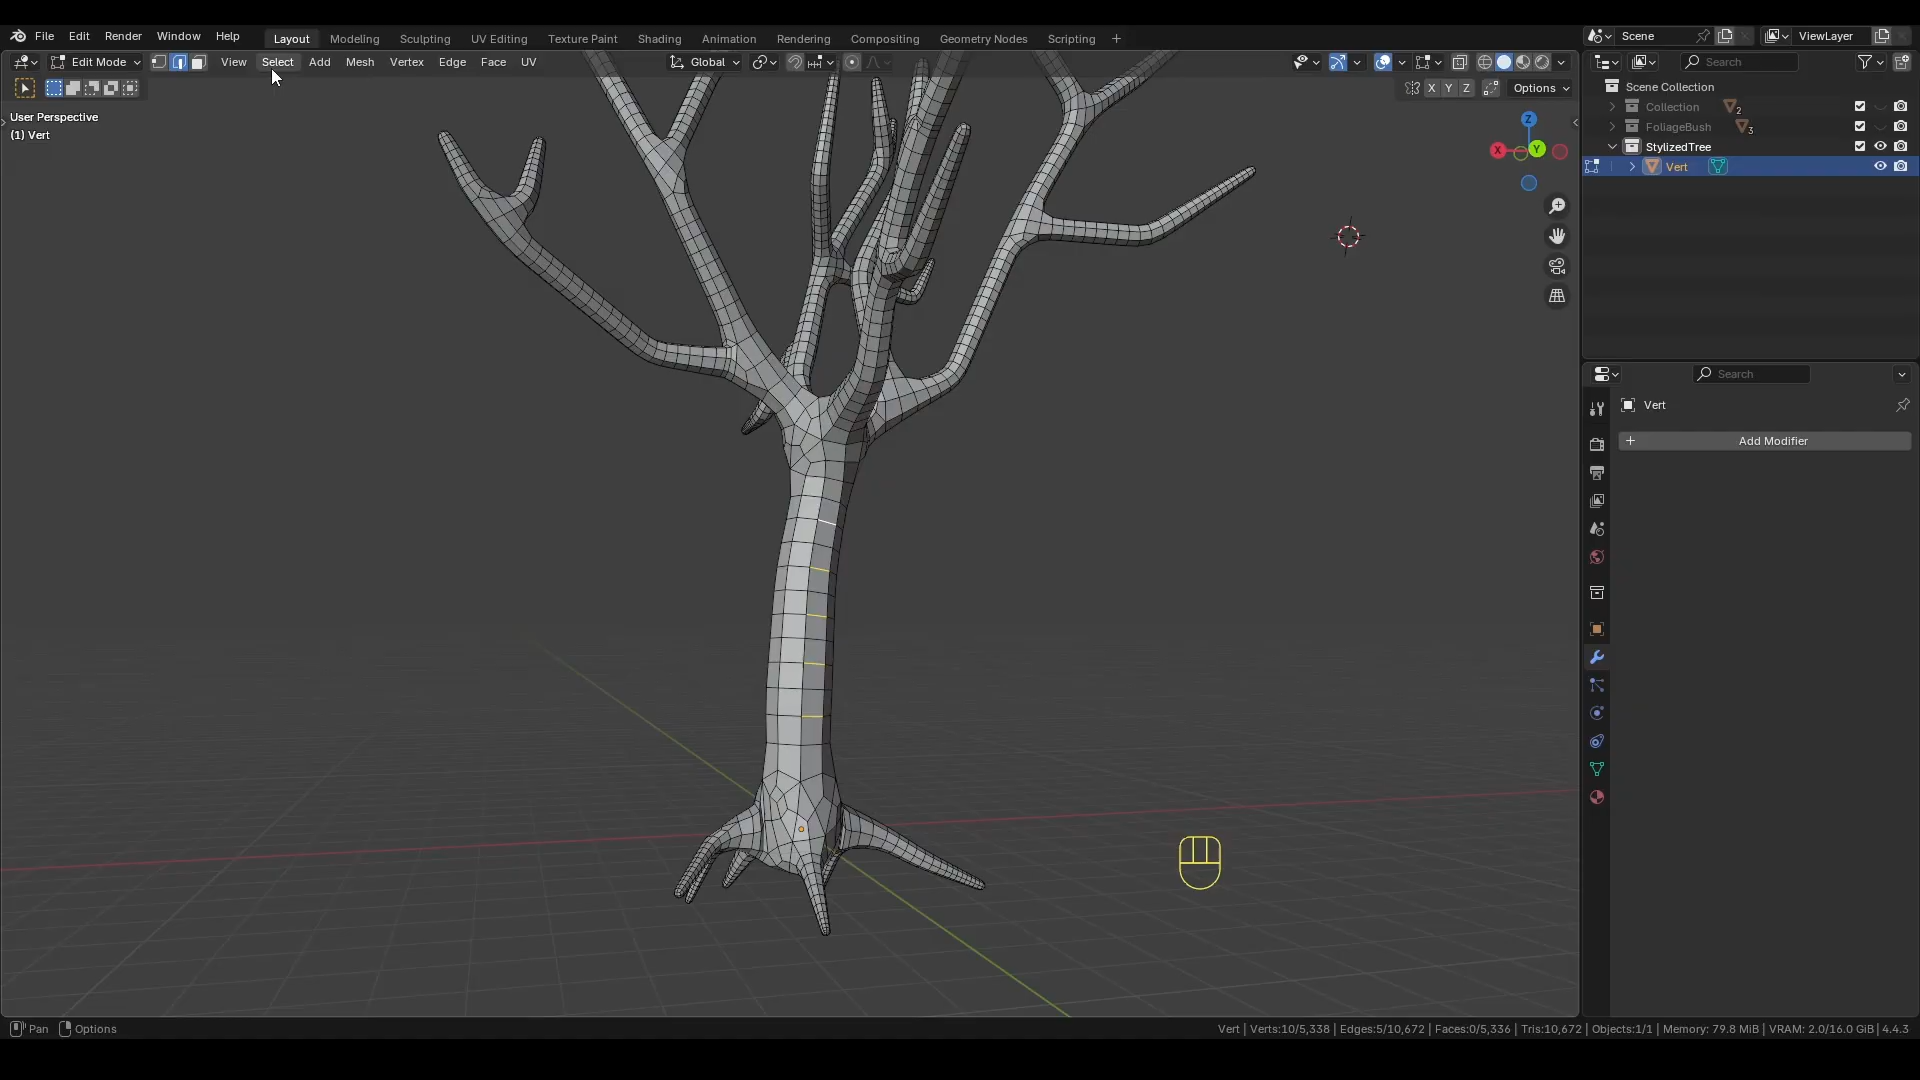 File Edit Render Window Help Layout Modeling Sculpting UV Editing Texture Paint Shading Animation Rendering Compositing Geometry Nodes Scripting + Scene ViewLayer
Edit Mode View Select Add Mesh Vertex Edge Face UV Global Search
X Y Z Options
User Perspective
(1) Vert
Z
X
Y
Scene Collection
Collection 2
FoliageBush 3
StylizedTree
Vert
Search
Vert
+ Add Modifier
Pan Options
Vert | Verts:10/5,338 | Edges:5/10,672 | Faces:0/5,336 | Tris:10,672 | Objects:1/1 | Memory: 79.8 MiB | VRAM: 2.0/16.0 GiB | 4.4.3